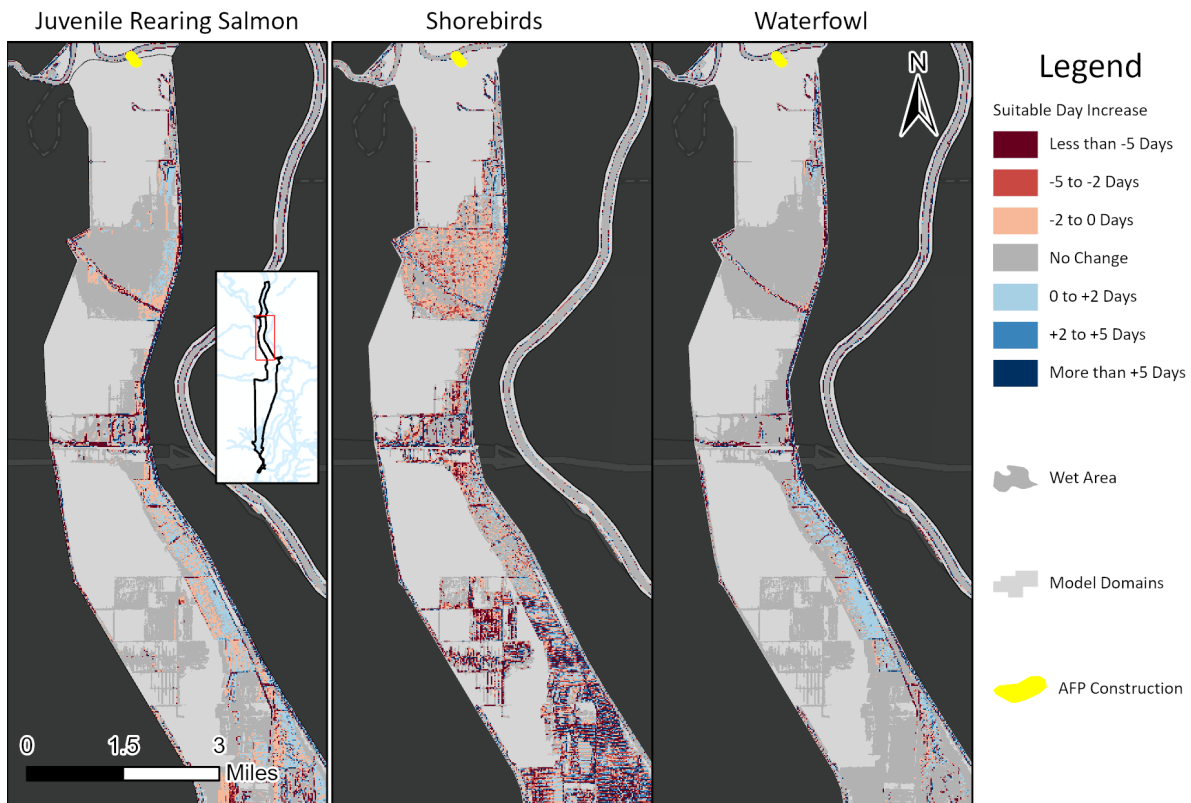 Juvenile Rearing Salmon
Shorebirds
Waterfowl
N
Legend
Suitable Day Increase
Less than -5 Days
-5 to -2 Days
-2 to 0 Days
No Change
0 to +2 Days
+2 to +5 Days
More than +5 Days
Wet Area
Model Domains
AFP Construction
0 1.5 3
Miles